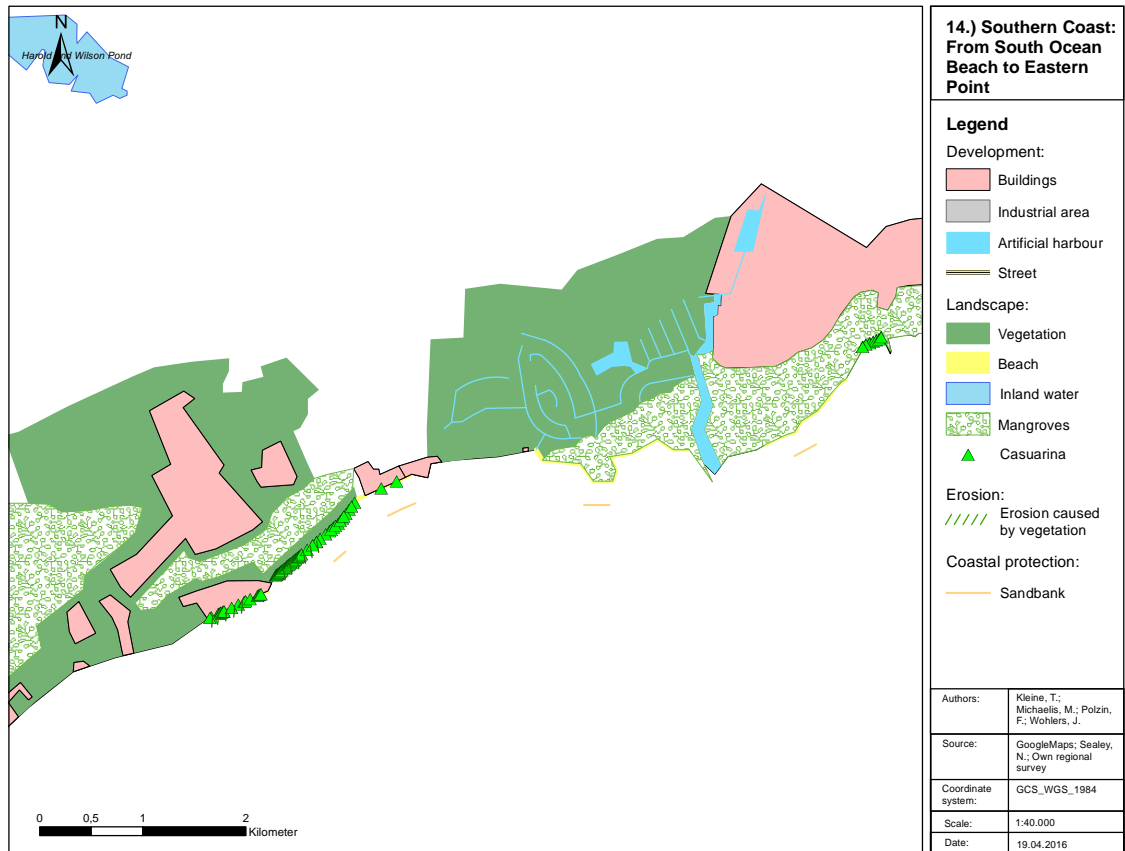 N
Harold and Wilson Pond
0 0,5 1 2
Kilometer
14.) Southern Coast:
From South Ocean
Beach to Eastern
Point
Legend
Development:
Buildings
Industrial area
Artificial harbour
Street
Landscape:
Vegetation
Beach
Inland water
Mangroves
Casuarina
Erosion:
Erosion caused
by vegetation
Coastal protection:
Sandbank
Authors:
Kleine, T.;
Michaelis, M.; Polzin,
F.; Wohlers, J.
Source:
GoogleMaps; Sealey,
N.; Own regional
survey
Coordinate
system:
GCS_WGS_1984
Scale:
1:40.000
Date:
19.04.2016